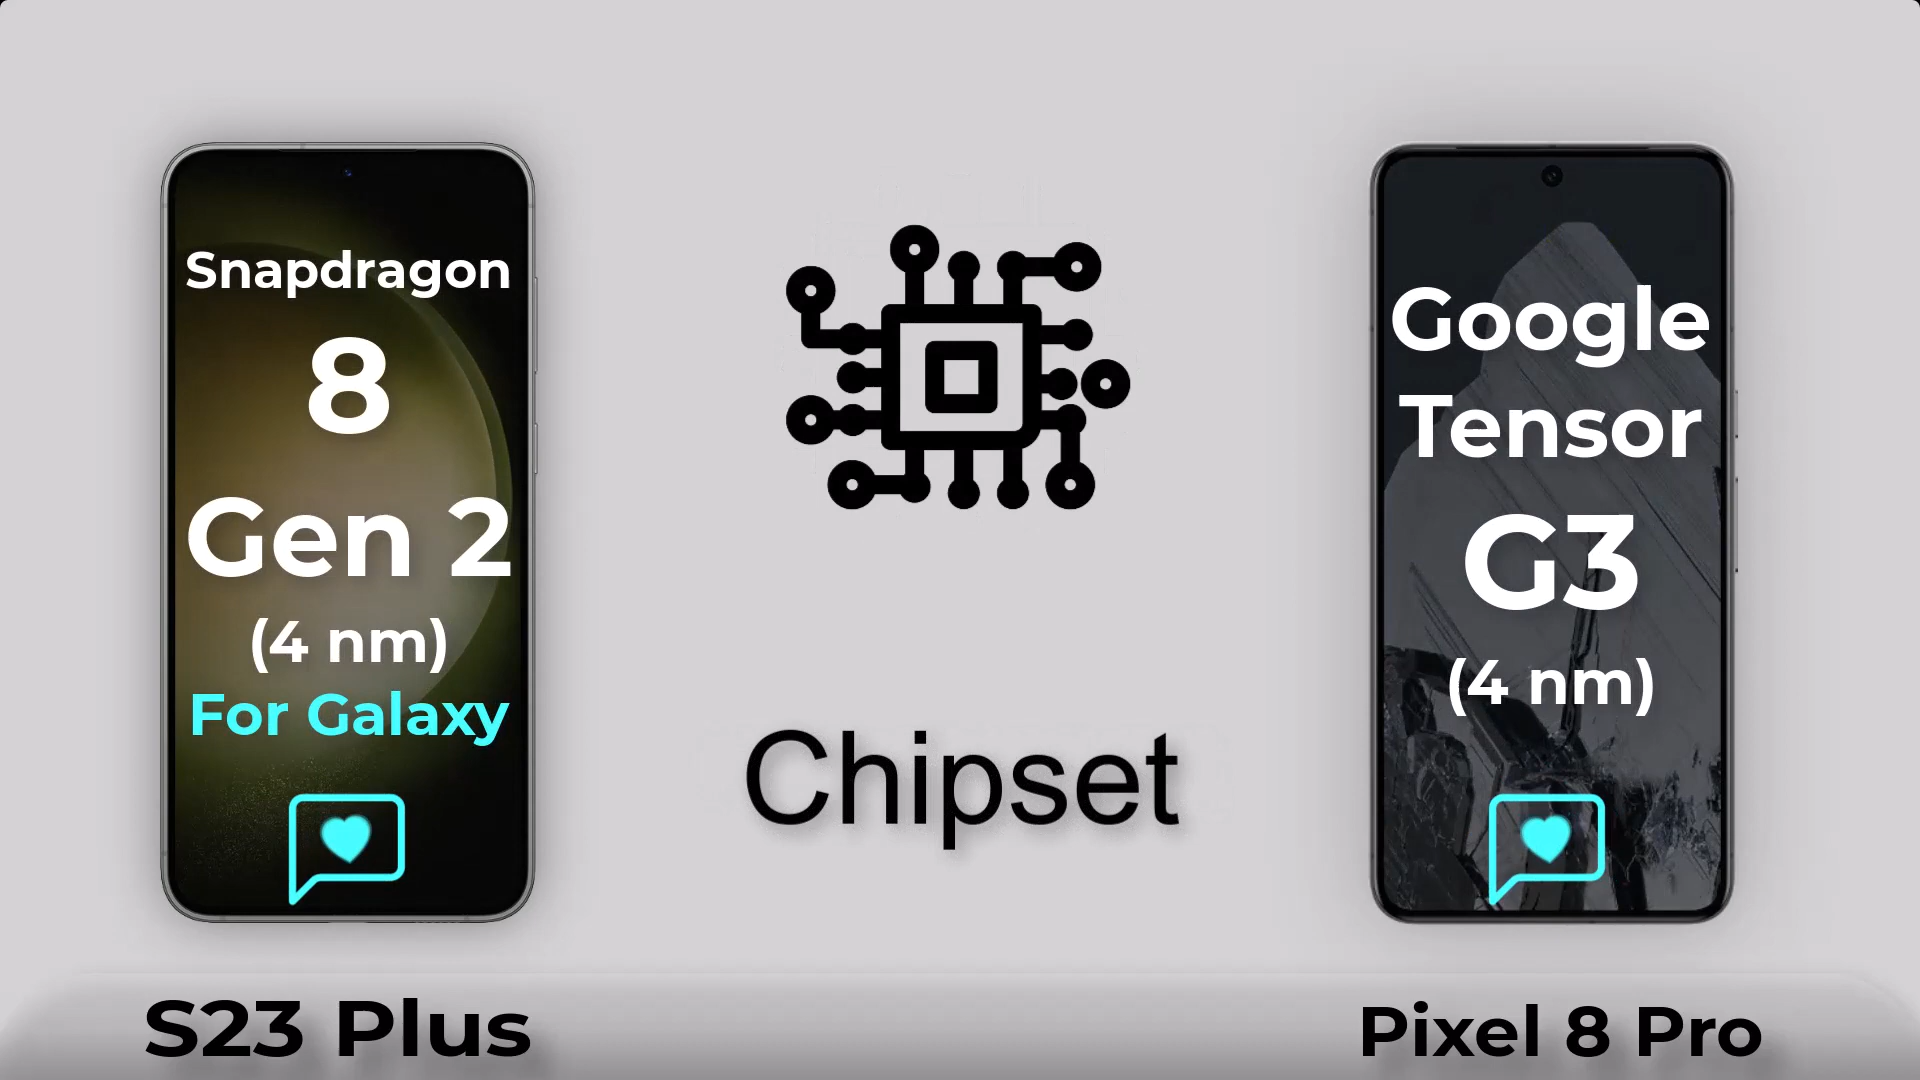 Snapdragon
8
Gen 2
(4 nm)
For Galaxy
Chipset
Google
Tensor
G3
(4 nm)
S23 Plus
Pixel 8 Pro